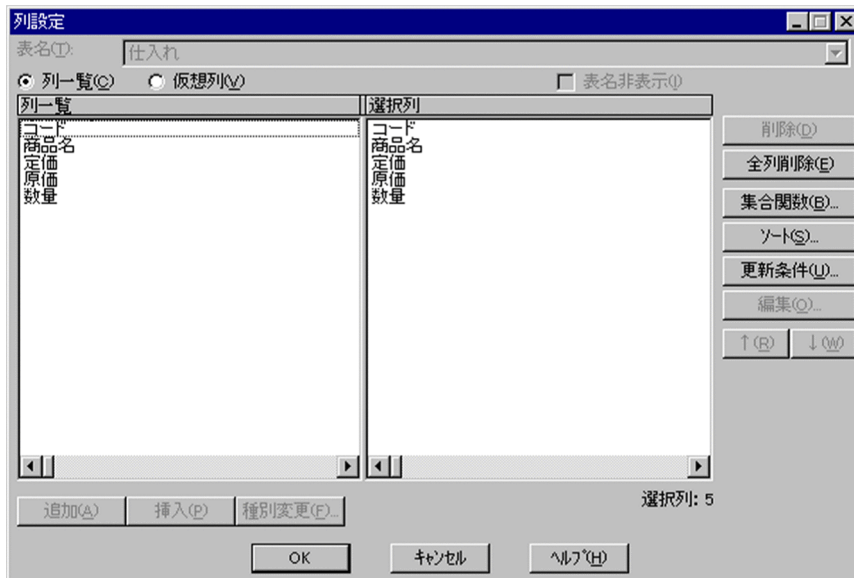 列設定
表名(T):
仕入れ
列一覧(C)
仮想列(V)
表名非表示(I)
列一覧
選択列
コード
商品名
定価
原価
数量
コード
商品名
定価
原価
数量
削除(D)
全列削除(E)
集合関数(B)...
ソート(S)...
更新条件(U)...
編集(O)...
↑(R)
↓(W)
選択列: 5
追加(A)
挿入(P)
種別変更(F)...
OK
キャンセル
ヘルプ(H)